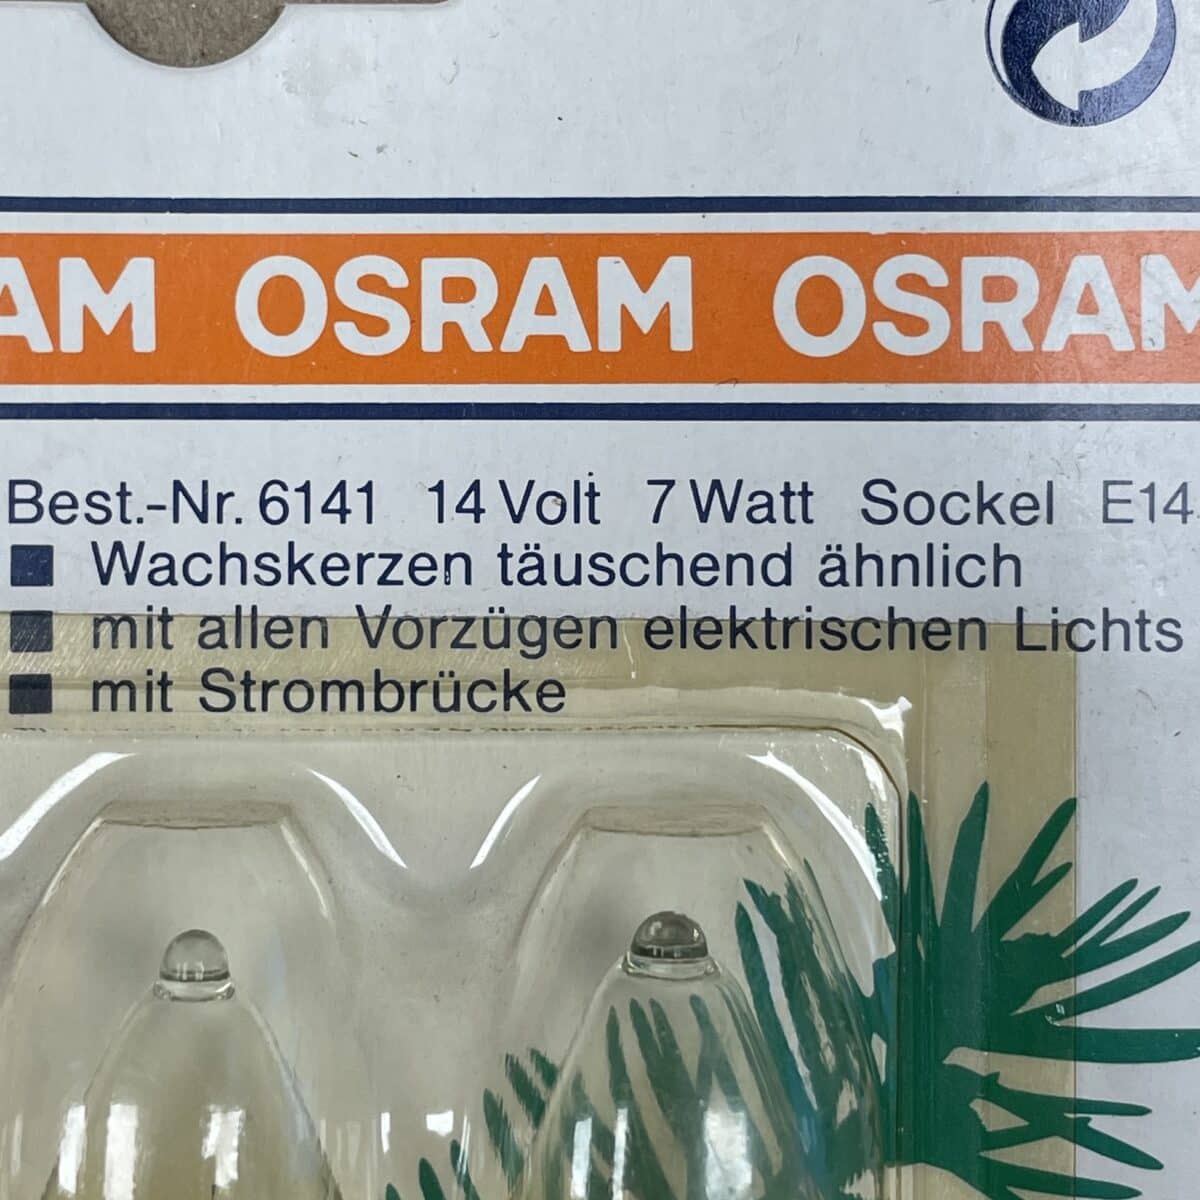 AM OSRAM OSRAM
Best.-Nr. 6141 14 Volt 7 Watt Sockel E14
■ Wachskerzen täuschend ähnlich
■ mit allen Vorzügen elektrischen Lichts
■ mit Strombrücke